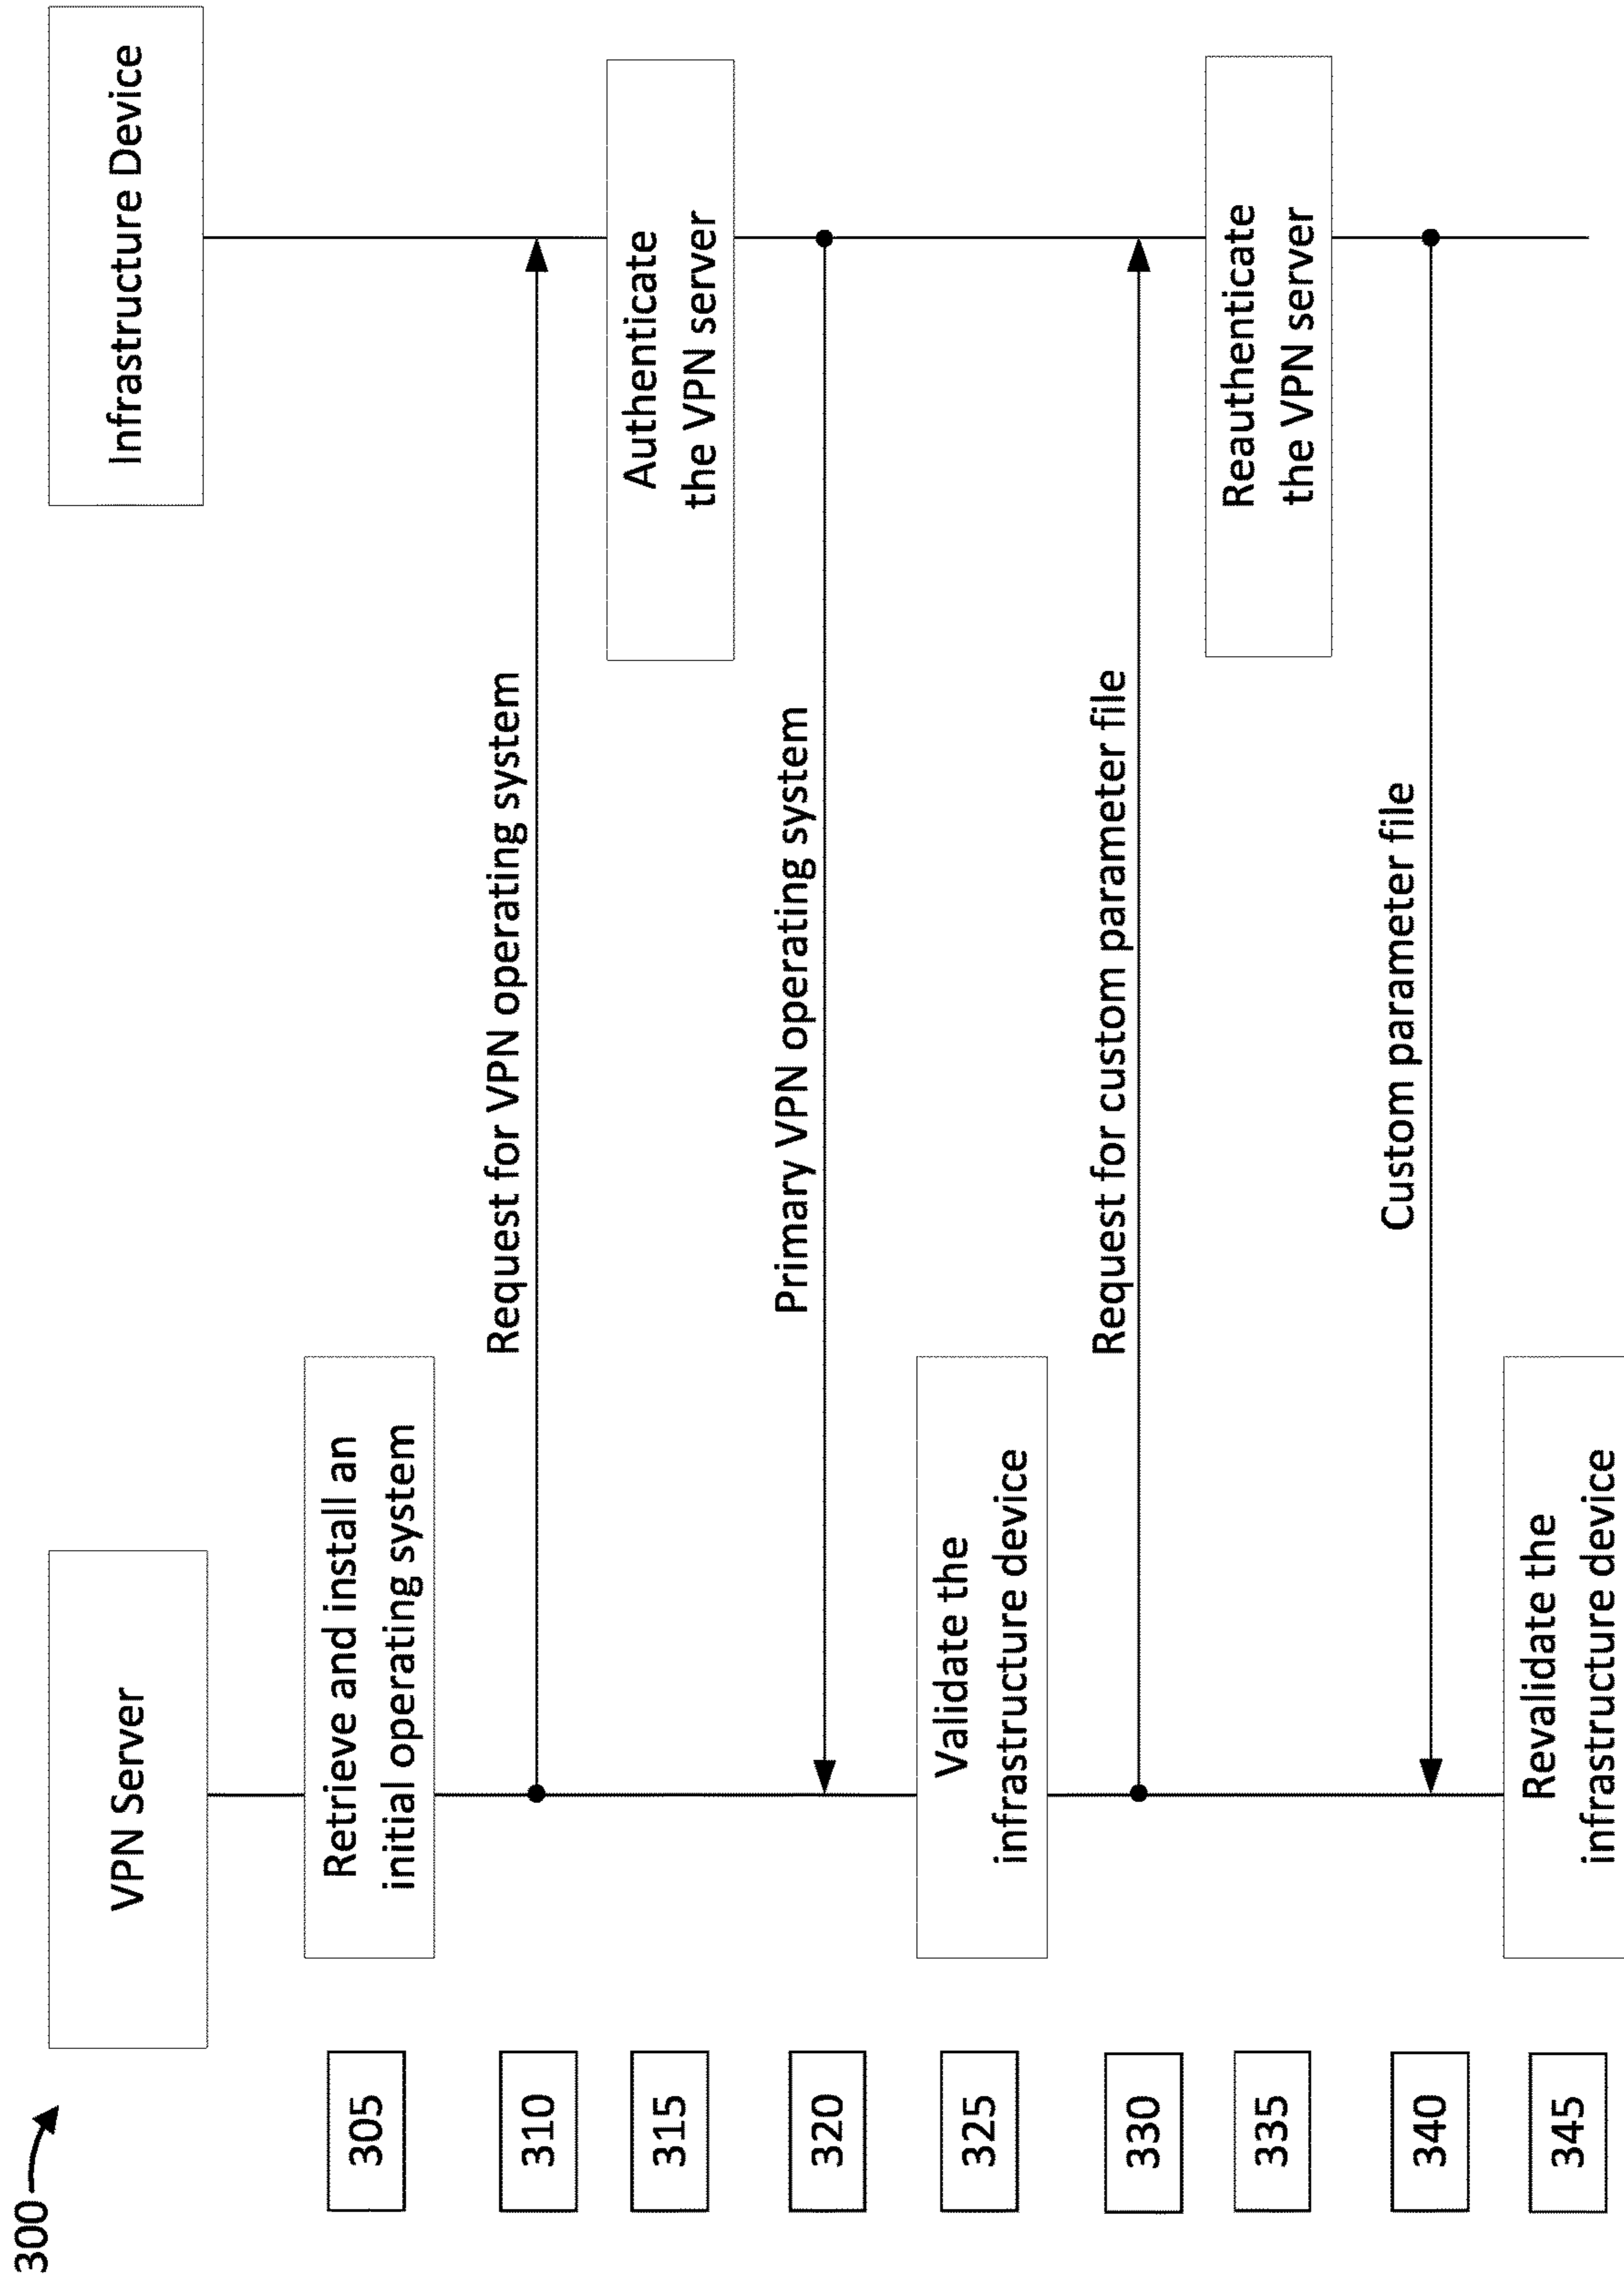 300
VPN Server
Infrastructure Device
305
Retrieve and install an
initial operating system
310
Request for VPN operating system
315
Authenticate
the VPN server
320
Primary VPN operating system
325
Validate the
infrastructure device
330
Request for custom parameter file
335
Reauthenticate
the VPN server
340
Custom parameter file
345
Revalidate the
infrastructure device